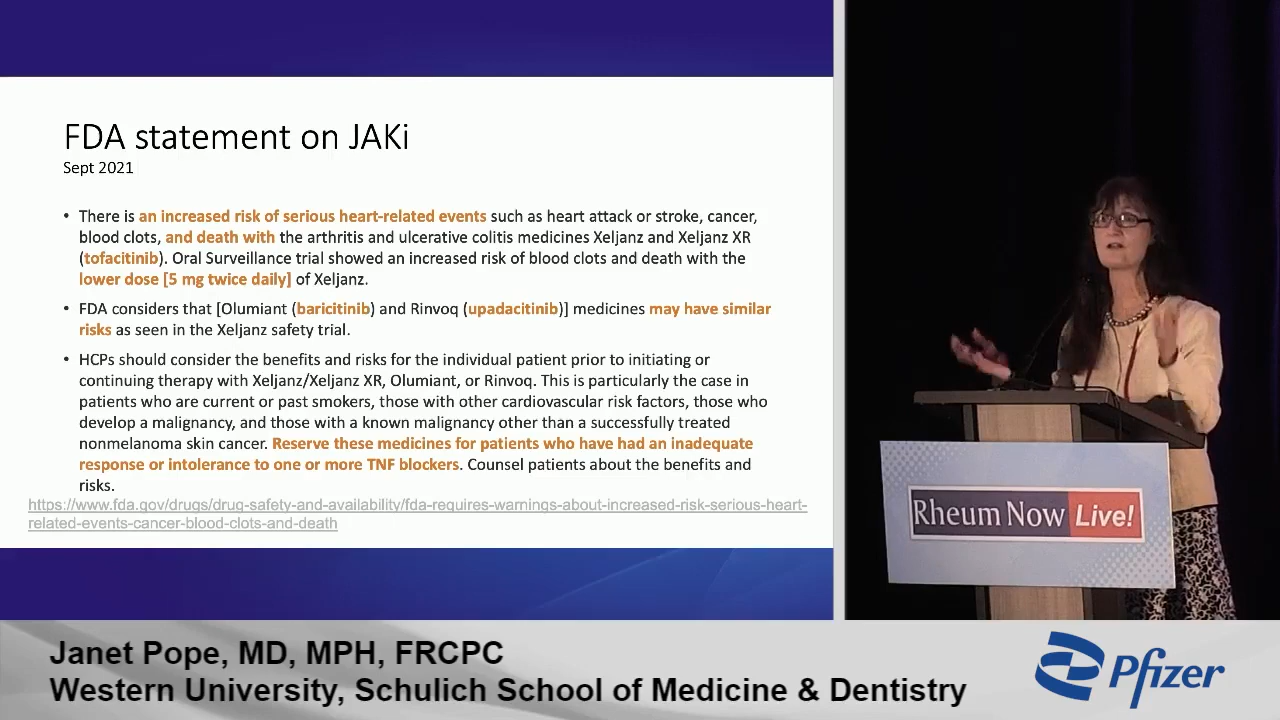 FDA statement on JAKi
Sept 2021
• There is an increased risk of serious heart-related events such as heart attack or stroke, cancer,
blood clots, and death with the arthritis and ulcerative colitis medicines Xeljanz and Xeljanz XR
(tofacitinib). Oral Surveillance trial showed an increased risk of blood clots and death with the
lower dose [5 mg twice daily] of Xeljanz.
• FDA considers that [Olumiant (baricitinib) and Rinvoq (upadacitinib)] medicines may have similar
risks as seen in the Xeljanz safety trial.
• HCPs should consider the benefits and risks for the individual patient prior to initiating or
continuing therapy with Xeljanz/Xeljanz XR, Olumiant, or Rinvoq. This is particularly the case in
patients who are current or past smokers, those with other cardiovascular risk factors, those who
develop a malignancy, and those with a known malignancy other than a successfully treated
nonmelanoma skin cancer. Reserve these medicines for patients who have had an inadequate
response or intolerance to one or more TNF blockers. Counsel patients about the benefits and
risks.
https://www.fda.gov/drugs/drug-safety-and-availability/fda-requires-warnings-about-increased-risk-serious-heart-
related-events-cancer-blood-clots-and-death
Rheum Now Live!
Janet Pope, MD, MPH, FRCPC
Western University, Schulich School of Medicine & Dentistry
Pfizer